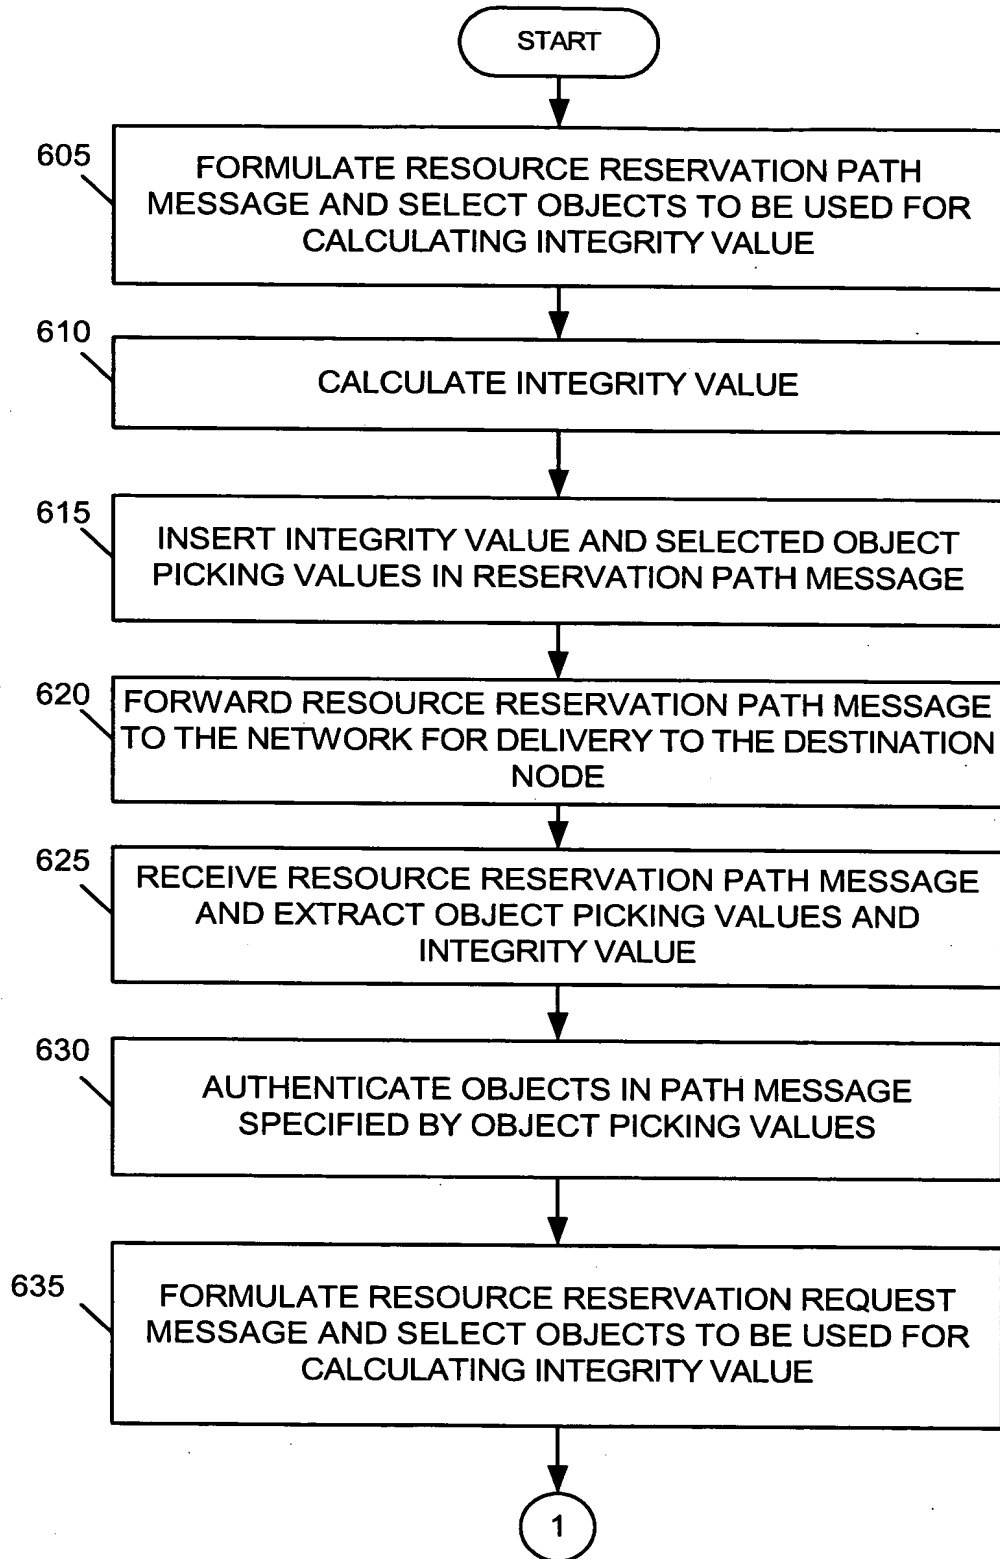 START
605
FORMULATE RESOURCE RESERVATION PATH
MESSAGE AND SELECT OBJECTS TO BE USED FOR
CALCULATING INTEGRITY VALUE
610
CALCULATE INTEGRITY VALUE
615
INSERT INTEGRITY VALUE AND SELECTED OBJECT
PICKING VALUES IN RESERVATION PATH MESSAGE
620
FORWARD RESOURCE RESERVATION PATH MESSAGE
TO THE NETWORK FOR DELIVERY TO THE DESTINATION
NODE
625
RECEIVE RESOURCE RESERVATION PATH MESSAGE
AND EXTRACT OBJECT PICKING VALUES AND
INTEGRITY VALUE
630
AUTHENTICATE OBJECTS IN PATH MESSAGE
SPECIFIED BY OBJECT PICKING VALUES
635
FORMULATE RESOURCE RESERVATION REQUEST
MESSAGE AND SELECT OBJECTS TO BE USED FOR
CALCULATING INTEGRITY VALUE
1